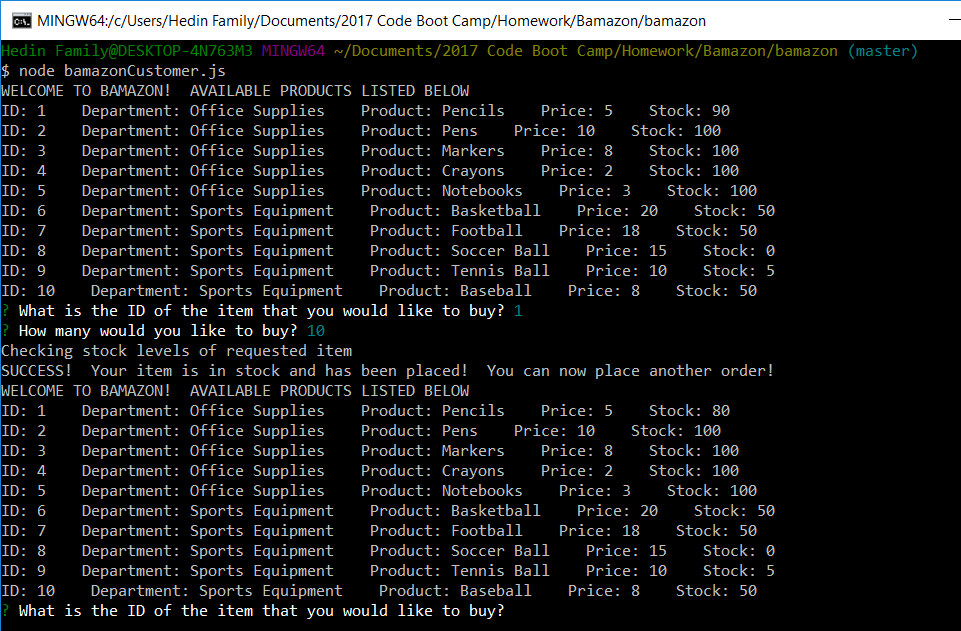 MINGW64:/c/Users/Hedin Family/Documents/2017 Code Boot Camp/Homework/Bamazon/bamazon
Hedin Family@DESKTOP-4N763M3 MINGW64 ~/Documents/2017 Code Boot Camp/Homework/Bamazon/bamazon (master)
$ node bamazonCustomer.js
WELCOME TO BAMAZON!  AVAILABLE PRODUCTS LISTED BELOW
ID: 1    Department: Office Supplies    Product: Pencils    Price: 5    Stock: 90
ID: 2    Department: Office Supplies    Product: Pens    Price: 10    Stock: 100
ID: 3    Department: Office Supplies    Product: Markers    Price: 8    Stock: 100
ID: 4    Department: Office Supplies    Product: Crayons    Price: 2    Stock: 100
ID: 5    Department: Office Supplies    Product: Notebooks    Price: 3    Stock: 100
ID: 6    Department: Sports Equipment    Product: Basketball    Price: 20    Stock: 50
ID: 7    Department: Sports Equipment    Product: Football    Price: 18    Stock: 50
ID: 8    Department: Sports Equipment    Product: Soccer Ball    Price: 15    Stock: 0
ID: 9    Department: Sports Equipment    Product: Tennis Ball    Price: 10    Stock: 5
ID: 10    Department: Sports Equipment    Product: Baseball    Price: 8    Stock: 50
? What is the ID of the item that you would like to buy? 1
? How many would you like to buy? 10
Checking stock levels of requested item
SUCCESS!  Your item is in stock and has been placed!  You can now place another order!
WELCOME TO BAMAZON!  AVAILABLE PRODUCTS LISTED BELOW
ID: 1    Department: Office Supplies    Product: Pencils    Price: 5    Stock: 80
ID: 2    Department: Office Supplies    Product: Pens    Price: 10    Stock: 100
ID: 3    Department: Office Supplies    Product: Markers    Price: 8    Stock: 100
ID: 4    Department: Office Supplies    Product: Crayons    Price: 2    Stock: 100
ID: 5    Department: Office Supplies    Product: Notebooks    Price: 3    Stock: 100
ID: 6    Department: Sports Equipment    Product: Basketball    Price: 20    Stock: 50
ID: 7    Department: Sports Equipment    Product: Football    Price: 18    Stock: 50
ID: 8    Department: Sports Equipment    Product: Soccer Ball    Price: 15    Stock: 0
ID: 9    Department: Sports Equipment    Product: Tennis Ball    Price: 10    Stock: 5
ID: 10    Department: Sports Equipment    Product: Baseball    Price: 8    Stock: 50
? What is the ID of the item that you would like to buy?